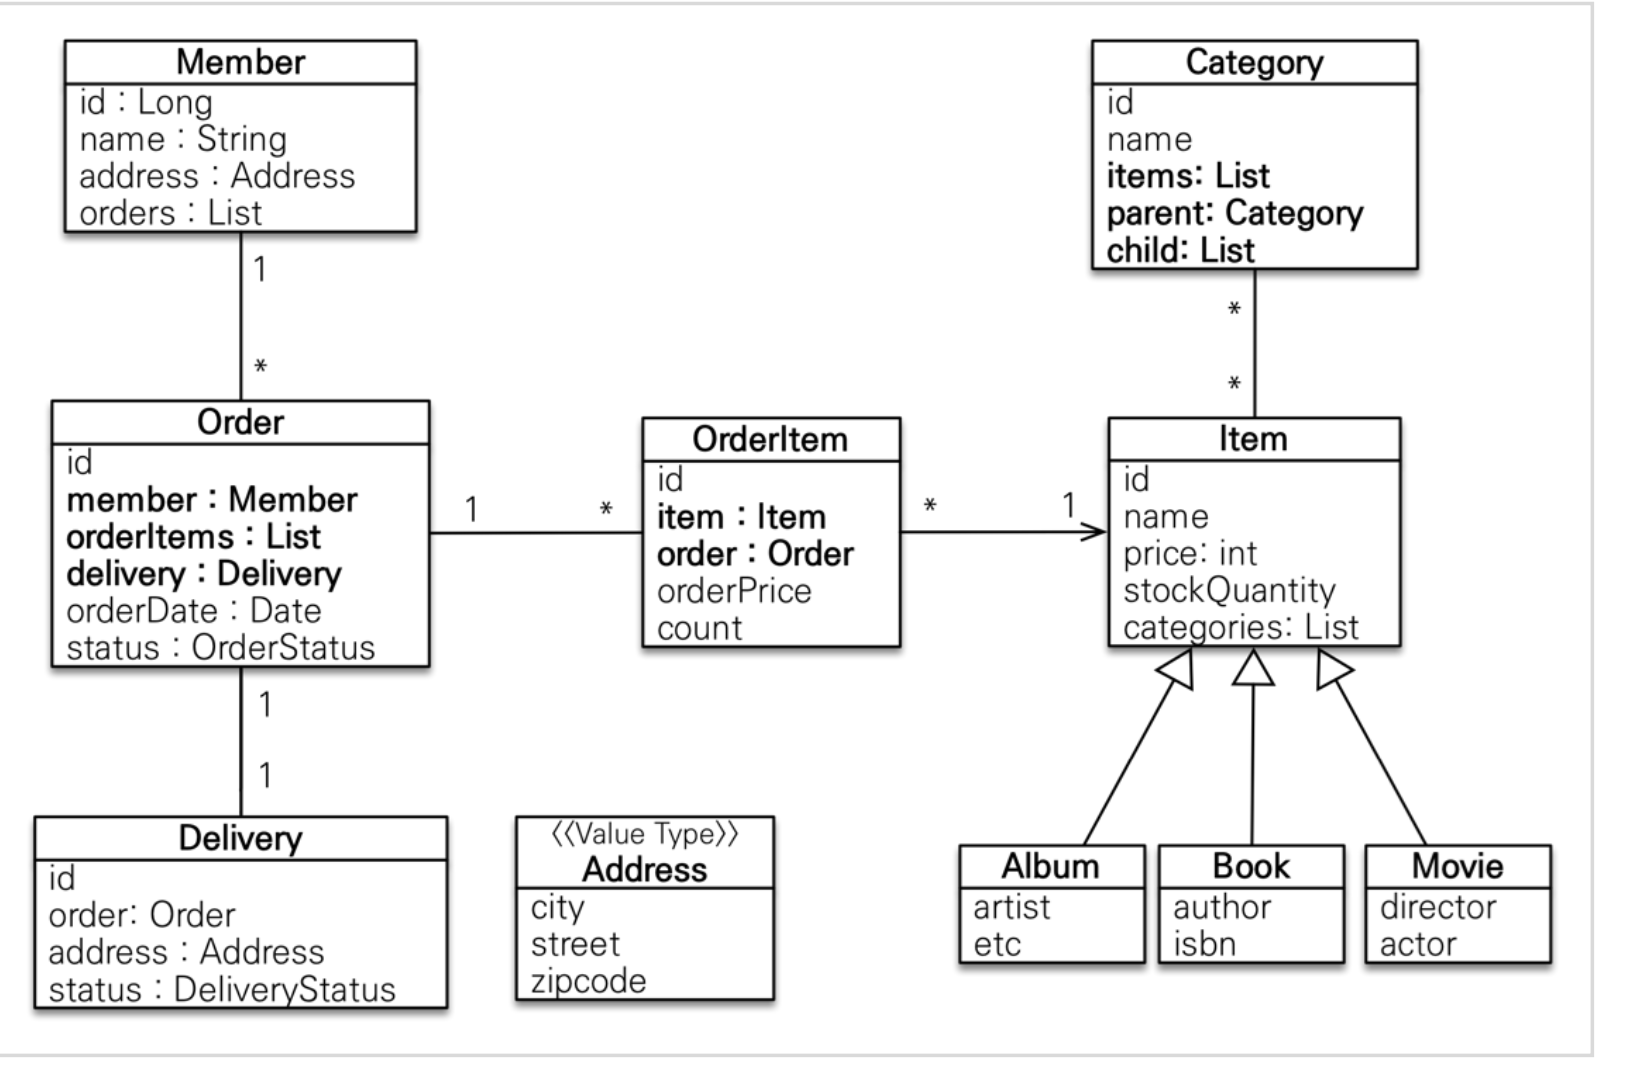 Member
id : Long
name : String
address : Address
orders : List
1
*
Category
id
name
items: List
parent: Category
child: List
*
*
Order
id
member : Member
orderItems : List
delivery : Delivery
orderDate : Date
status : OrderStatus
1
*
OrderItem
id
item : Item
order : Order
orderPrice
count
*
1
Item
id
name
price: int
stockQuantity
categories: List
1
1
Delivery
id
order: Order
address : Address
status : DeliveryStatus
<<Value Type>>
Address
city
street
zipcode
Album
artist
etc
Book
author
isbn
Movie
director
actor